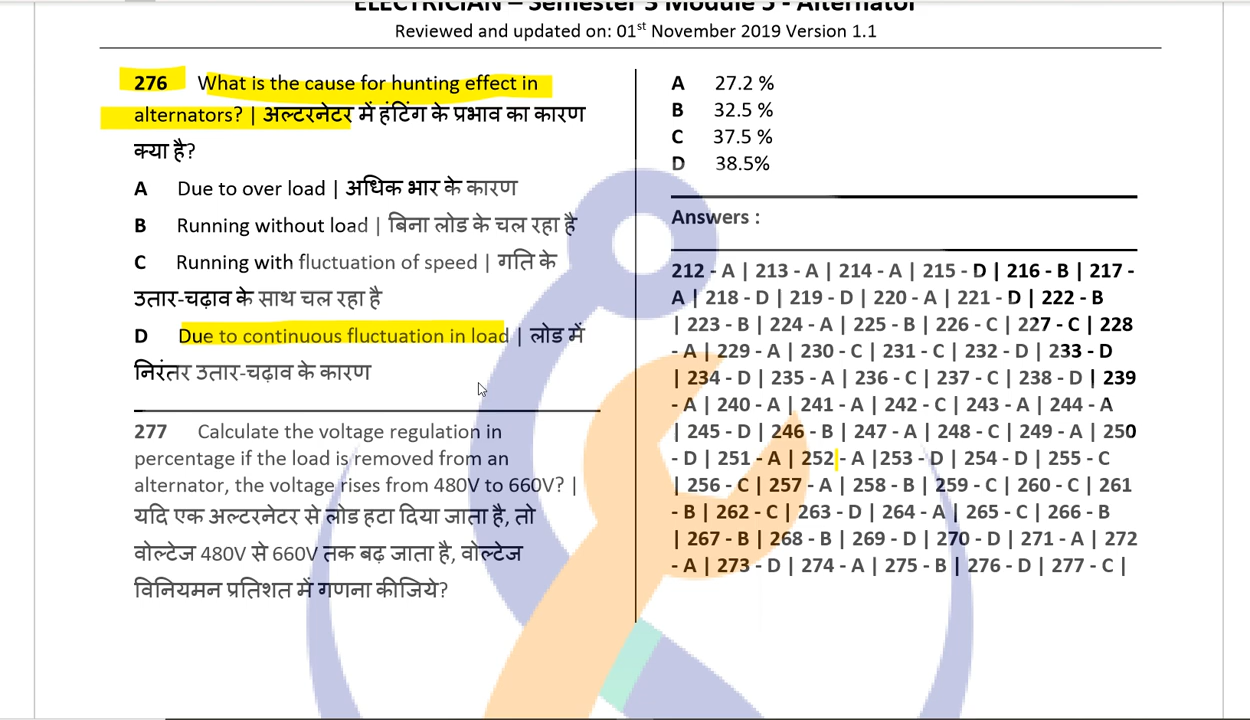 ELECTRICIAN – Semester 3 Module 5 - Alternator
Reviewed and updated on: 01st November 2019 Version 1.1
276 What is the cause for hunting effect in
alternators? | अल्टरनेटर में हंटिंग के प्रभाव का कारण
क्या है?
A Due to over load | अधिक भार के कारण
B Running without load | बिना लोड के चल रहा है
C Running with fluctuation of speed | गति के
उतार-चढ़ाव के साथ चल रहा है
D Due to continuous fluctuation in load | लोड में
निरंतर उतार-चढ़ाव के कारण
277 Calculate the voltage regulation in
percentage if the load is removed from an
alternator, the voltage rises from 480V to 660V? |
यदि एक अल्टरनेटर से लोड हटा दिया जाता है, तो
वोल्टेज 480V से 660V तक बढ़ जाता है, वोल्टेज
विनियमन प्रतिशत में गणना कीजिये?
A 27.2 %
B 32.5 %
C 37.5 %
D 38.5%
Answers :
212 - A | 213 - A | 214 - A | 215 - D | 216 - B | 217 -
A | 218 - D | 219 - D | 220 - A | 221 - D | 222 - B
| 223 - B | 224 - A | 225 - B | 226 - C | 227 - C | 228
- A | 229 - A | 230 - C | 231 - C | 232 - D | 233 - D
| 234 - D | 235 - A | 236 - C | 237 - C | 238 - D | 239
- A | 240 - A | 241 - A | 242 - C | 243 - A | 244 - A
| 245 - D | 246 - B | 247 - A | 248 - C | 249 - A | 250
- D | 251 - A | 252 - A |253 - D | 254 - D | 255 - C
| 256 - C | 257 - A | 258 - B | 259 - C | 260 - C | 261
- B | 262 - C | 263 - D | 264 - A | 265 - C | 266 - B
| 267 - B | 268 - B | 269 - D | 270 - D | 271 - A | 272
- A | 273 - D | 274 - A | 275 - B | 276 - D | 277 - C |